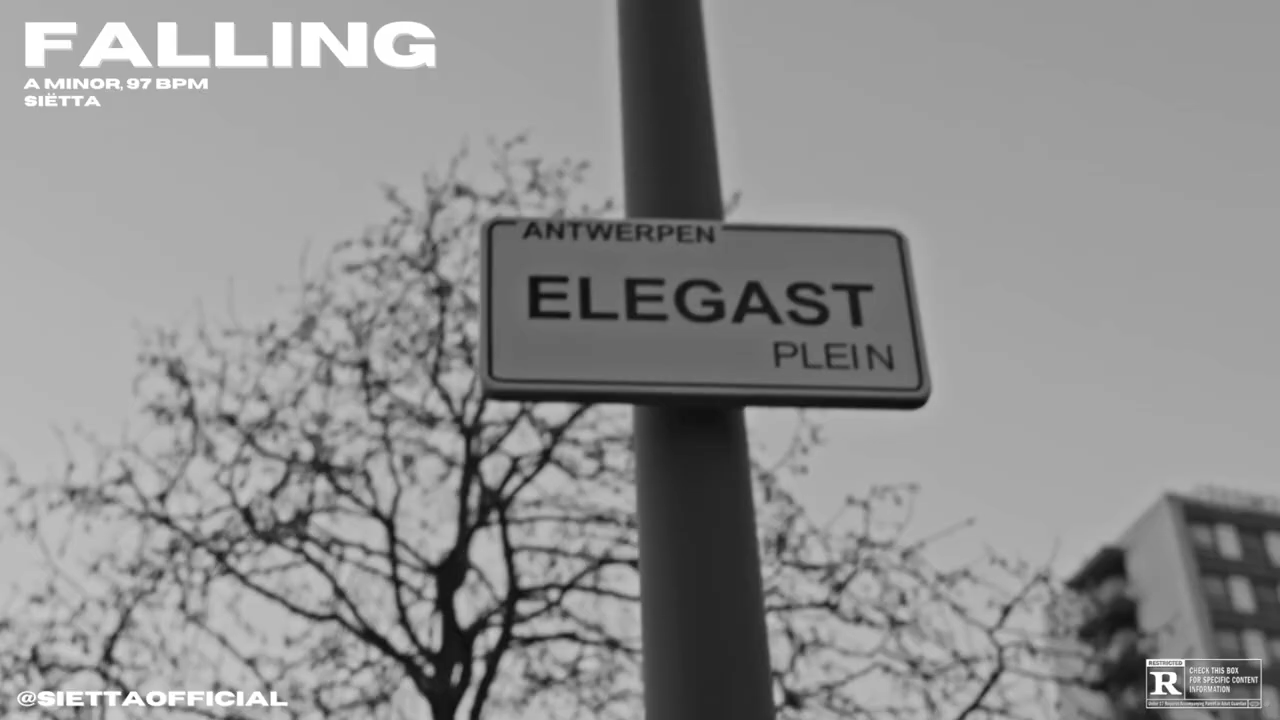 FALLING
A MINOR, 97 BPM
SIËTTA
ANTWERPEN
ELEGAST
PLEIN
@SIETTAOFFICIAL
RESTRICTED
R
CHECK THIS BOX
FOR SPECIFIC CONTENT
INFORMATION